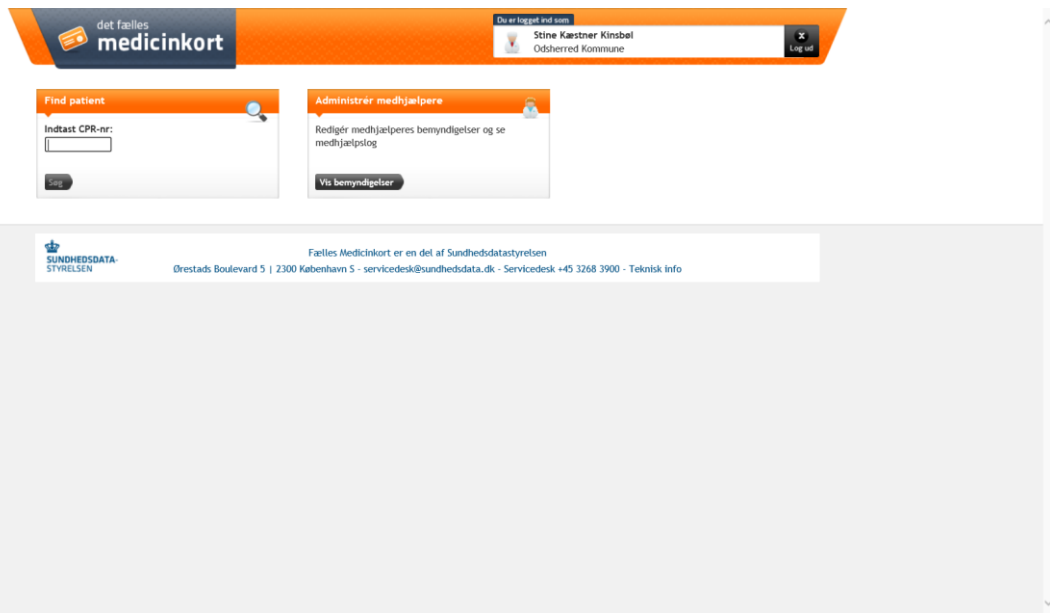 det fælles
medicinkort
Du er logget ind som
Stine Kæstner Kinsbøl
Odsherred Kommune
Log ud
Find patient
Indtast CPR-nr:
Søg
Administrér medhjælpere
Redigér medhjælperes bemyndigelser og se
medhjælpslog
Vis bemyndigelser
SUNDHEDSDATA-
STYRELSEN
Fælles Medicinkort er en del af Sundhedsdatastyrelsen
Ørestads Boulevard 5 | 2300 København S - servicedesk@sundhedsdata.dk - Servicedesk +45 3268 3900 - Teknisk info